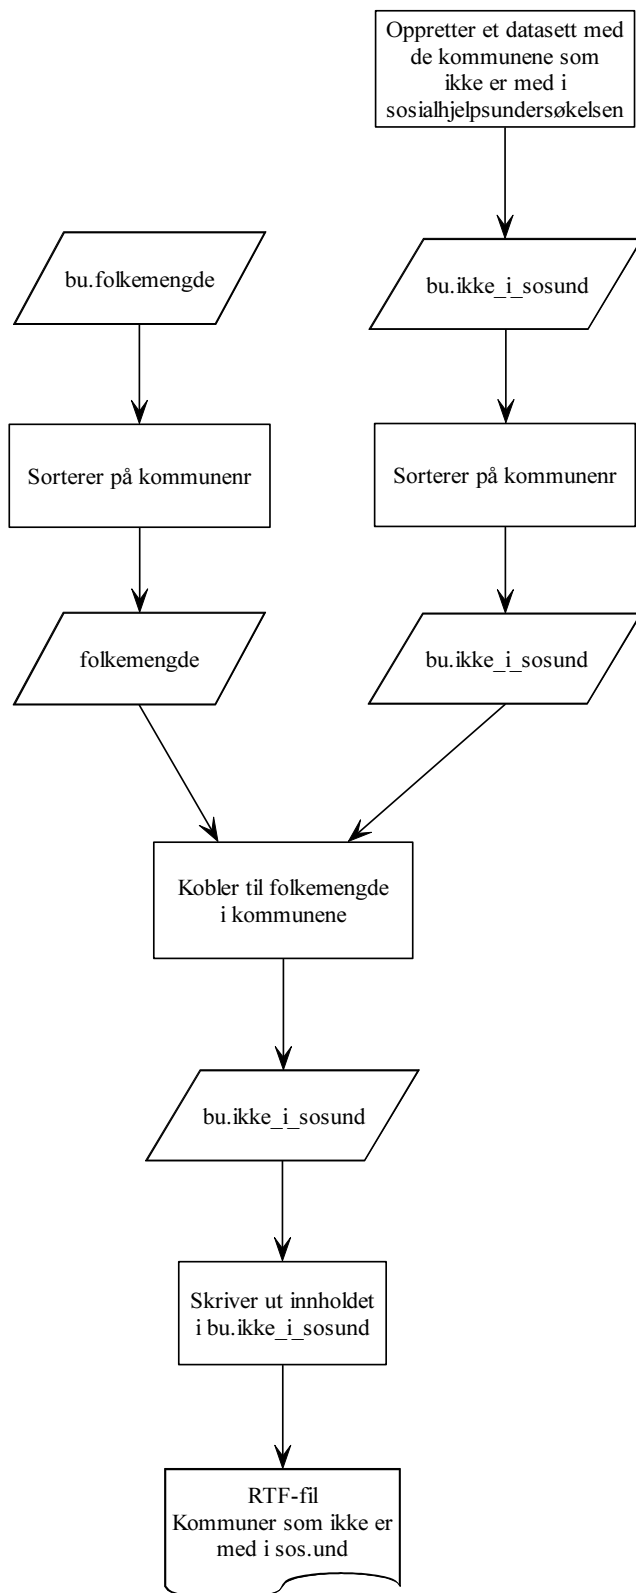 Oppretter et datasett med
de kommunene som
ikke er med i
sosialhjelpsundersøkelsen
bu.folkemengde
bu.ikke_i_sosund
Sorterer på kommunenr
Sorterer på kommunenr
folkemengde
bu.ikke_i_sosund
Kobler til folkemengde
i kommunene
bu.ikke_i_sosund
Skriver ut innholdet
i bu.ikke_i_sosund
RTF-fil
Kommuner som ikke er
med i sos.und